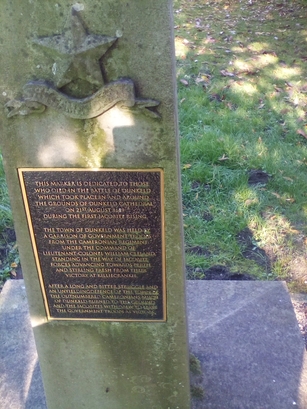 THIS MARKER IS DEDICATED TO THOSE
WHO DIED IN THE BATTLE OF DUNKELD
WHICH TOOK PLACE IN AND AROUND
THE GROUNDS OF DUNKELD CATHEDRAL
ON 21ST AUGUST 1689
DURING THE FIRST JACOBITE RISING
THE TOWN OF DUNKELD WAS HELD BY
A GARRISON OF GOVERNMENT TROOPS
FROM THE CAMERONIAN REGIMENT
UNDER THE COMMAND OF
LIEUTENANT-COLONEL WILLIAM CLELAND
STANDING IN THE WAY OF JACOBITE
FORCES ADVANCING TOWARDS PERTH
AND STIRLING FRESH FROM THEIR
VICTORY AT KILLIECRANKIE
AFTER A LONG AND BITTER STRUGGLE AND
AN UNYIELDING DEFENCE OF THE TOWN BY
THE OUTNUMBERED CAMERONIANS
OF DUNKELD
AND THE JACOBITES
THE GOVERNMENT TROOPS